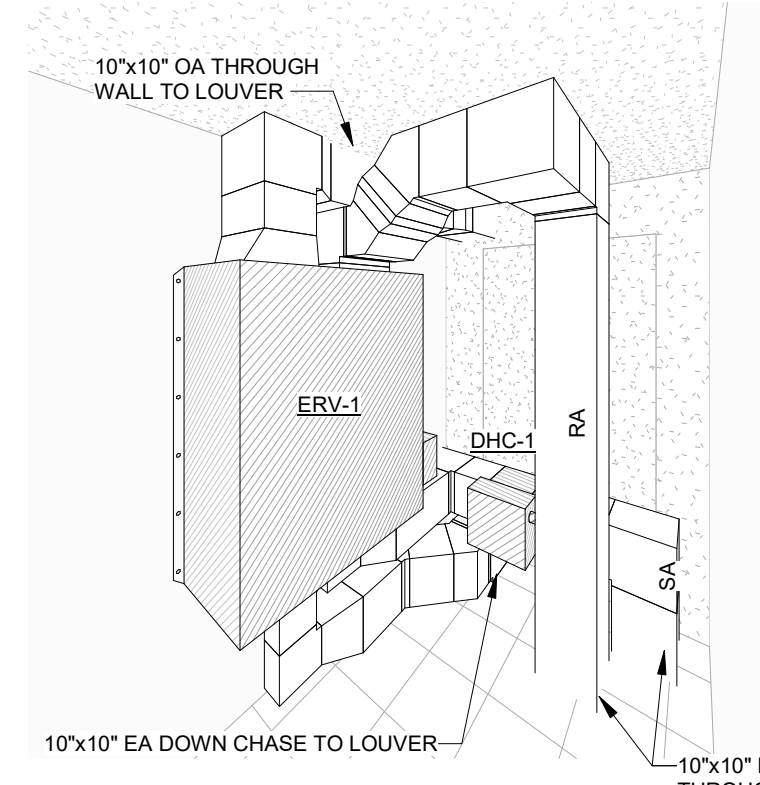 10"x10" OA THROUGH
WALL TO LOUVER
ERV-1
DHC-1
RA
SA
10"x10" EA DOWN CHASE TO LOUVER
10"x10"